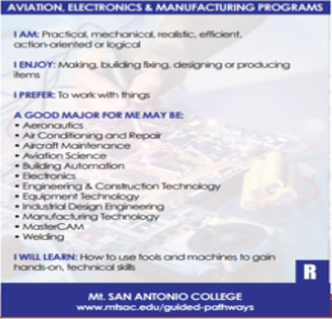 AVIATION, ELECTRONICS & MANUFACTURING PROGRAMS
I AM: Practical, mechanical, realistic, efficient,
action-oriented or logical
I ENJOY: Making, building fixing, designing or producing
items
I PREFER: To work with things
A GOOD MAJOR FOR ME MAY BE:
• Aeronautics
• Air Conditioning and Repair
• Aircraft Maintenance
• Aviation Science
• Building Automation
• Electronics
• Engineering & Construction Technology
• Equipment Technology
• Industrial Design Engineering
• Manufacturing Technology
• MasterCAM
• Welding
I WILL LEARN: How to use tools and machines to gain
hands-on, technical skills
R
Mt. SAN ANTONIO COLLEGE
www.mtsac.edu/guided-pathways